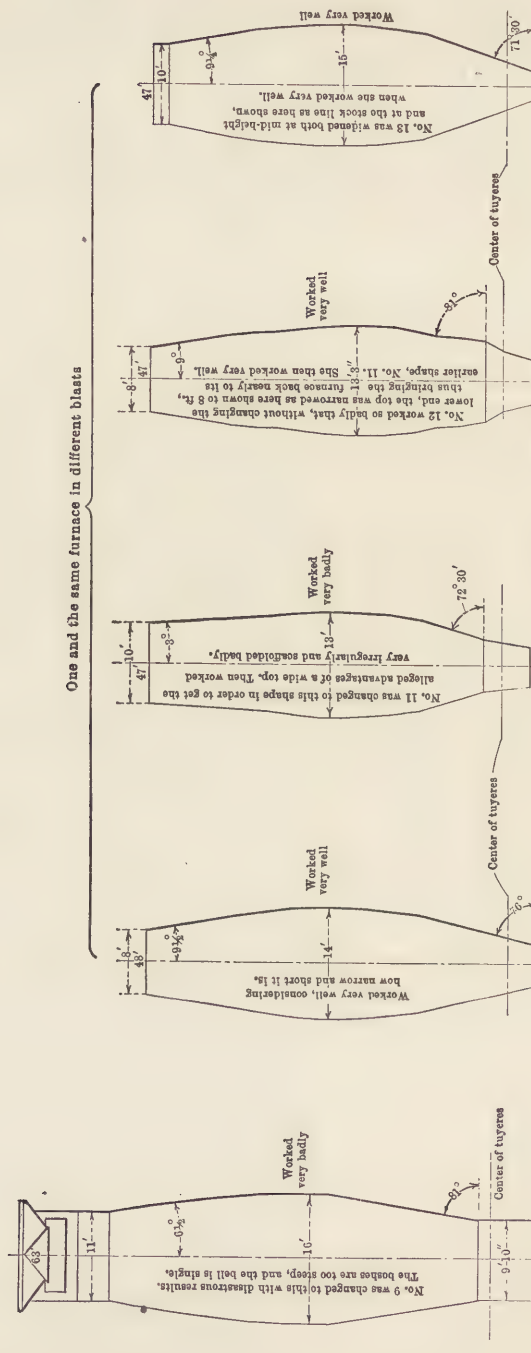 One and the same furnace in different blasts
63'
11'
6½°
Worked
very badly
16'
No. 9 was changed to this with disastrous results.
The boshes are too steep, and the bell is single.
81°
9'-10"
Center of tuyeres
8'
48'
9½°
Worked
very well
14'
Worked very well, considering
how narrow and short it is.
Center of tuyeres
10'
47'
3°
Worked
very badly
13'
No. 11 was changed to this shape in order to get the
alleged advantages of a wide top. Then worked
very irregularly and scaffolded badly.
72°30'
8'
47'
9°
Worked
very well
13'-3"
No. 12 worked so badly that, without changing the
lower end, the top was narrowed as here shown to 8 ft.,
thus bringing the furnace back nearly to its
earlier shape, No. 11. She then worked very well.
81°
Center of tuyeres
47'
10'
9¼°
Worked very
well
15'
No. 13 was widened both at mid-height
and at the stock line as here shown,
when she worked very well.
71°30'